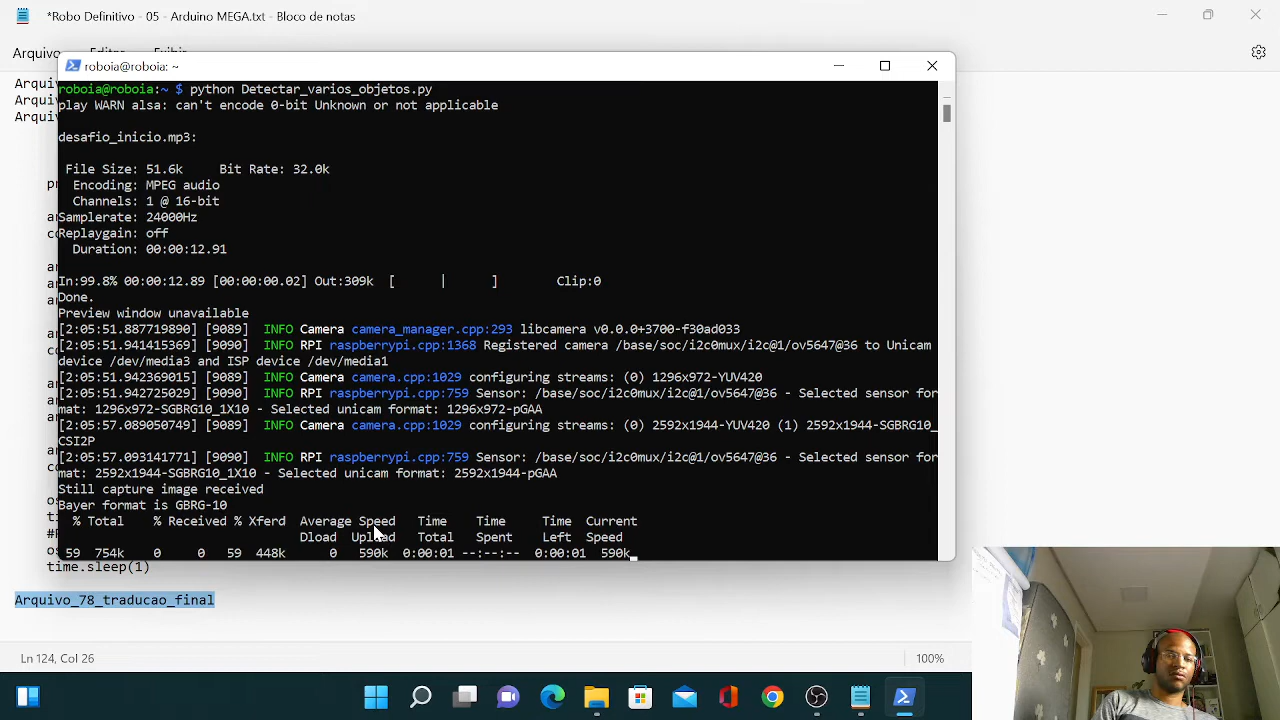 *Robo Definitivo - 05 - Arduino MEGA.txt - Bloco de notas
roboia@roboia: ~
roboia@roboia:~ $ python Detectar_varios_objetos.py
play WARN alsa: can't encode 0-bit Unknown or not applicable
desafio_inicio.mp3:
File Size: 51.6k Bit Rate: 32.0k
Encoding: MPEG audio
Channels: 1 @ 16-bit
Samplerate: 24000Hz
Replaygain: off
Duration: 00:00:12.91
In:99.8% 00:00:12.89 [00:00:00.02] Out:309k [ | ] Clip:0
Done.
Preview window unavailable
[2:05:51.887719890] [9089] INFO Camera camera_manager.cpp:293 libcamera v0.0.0+3700-f30ad033
[2:05:51.941415369] [9090] INFO RPI raspberrypi.cpp:1368 Registered camera /base/soc/i2c0mux/i2c@1/ov5647@36 to Unicam
device /dev/media3 and ISP device /dev/media1
[2:05:51.942369015] [9089] INFO Camera camera.cpp:1029 configuring streams: (0) 1296x972-YUV420
[2:05:51.942725029] [9090] INFO RPI raspberrypi.cpp:759 Sensor: /base/soc/i2c0mux/i2c@1/ov5647@36 - Selected sensor for
mat: 1296x972-SGBRG10_1X10 - Selected unicam format: 1296x972-pGAA
[2:05:57.089050749] [9089] INFO Camera camera.cpp:1029 configuring streams: (0) 2592x1944-YUV420 (1) 2592x1944-SGBRG10_
CSI2P
[2:05:57.093141771] [9090] INFO RPI raspberrypi.cpp:759 Sensor: /base/soc/i2c0mux/i2c@1/ov5647@36 - Selected sensor for
mat: 2592x1944-SGBRG10_1X10 - Selected unicam format: 2592x1944-pGAA
Still capture image received
Bayer format is GBRG-10
% Total % Received % Xferd Average Speed Time Time Time Current
Dload Upload Total Spent Left Speed
59 754k 0 0 59 448k 0 590k 0:00:01 --:--:-- 0:00:01 590k
time.sleep(1)
Arquivo_78_traducao_final
Ln 124, Col 26
100%